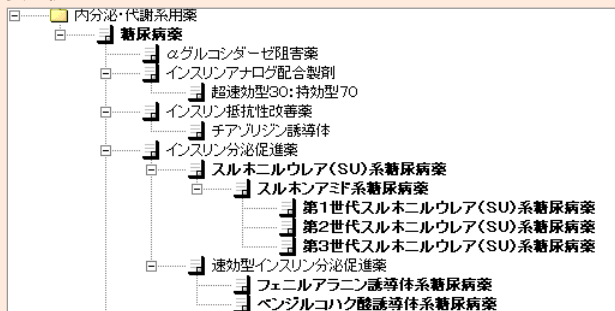 内分泌・代謝系用薬
糖尿病薬
αグルコシダーゼ阻害薬
インスリンアナログ配合製剤
超速効型30:持効型70
インスリン抵抗性改善薬
チアゾリジン誘導体
インスリン分泌促進薬
スルホニルウレア(SU)系糖尿病薬
スルホンアミド系糖尿病薬
第1世代スルホニルウレア(SU)系糖尿病薬
第2世代スルホニルウレア(SU)系糖尿病薬
第3世代スルホニルウレア(SU)系糖尿病薬
速効型インスリン分泌促進薬
フェニルアラニン誘導体系糖尿病薬
ベンジルコハク酸誘導体系糖尿病薬